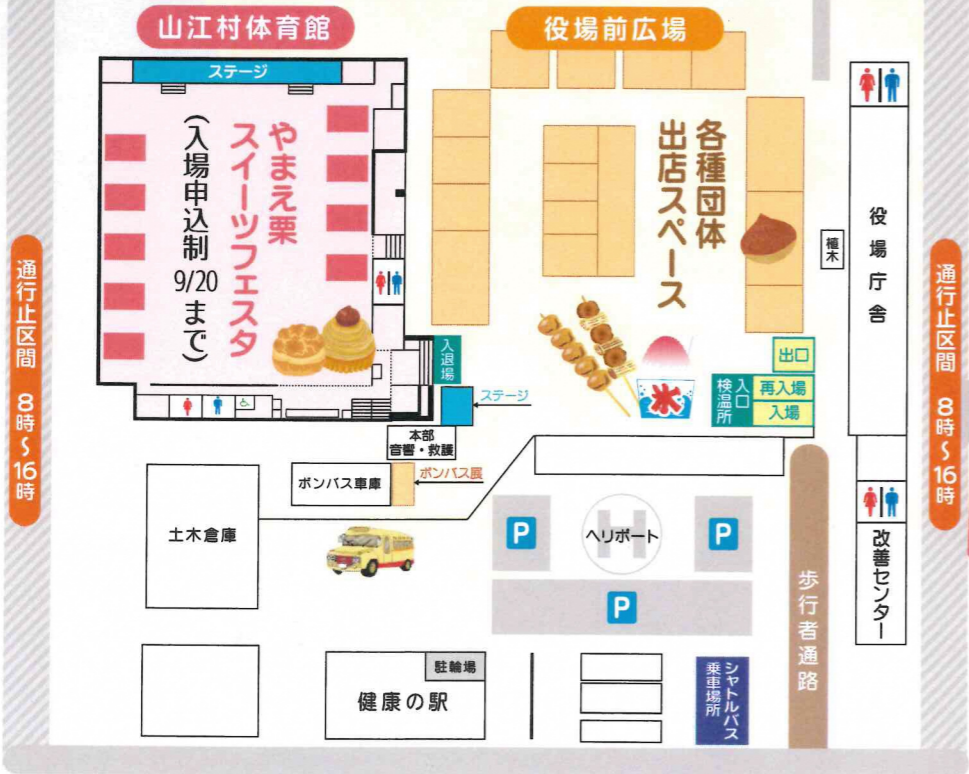 山江村体育館
役場前広場
ステージ
やまえ栗
スイーツフェスタ
(入場申込制 9/20 まで)
各種団体
出店スペース
植木
役場庁舎
通行止区間 8時~16時
通行止区間 8時~16時
入退場
ステージ
氷
出口
入口
検温所
再入場
入場
本部
音響・救護
ボンバス車庫
ボンバス展
土木倉庫
P
ヘリポート
H
P
P
改善センター
歩行者通路
駐輪場
健康の駅
シャトルバス
乗車場所